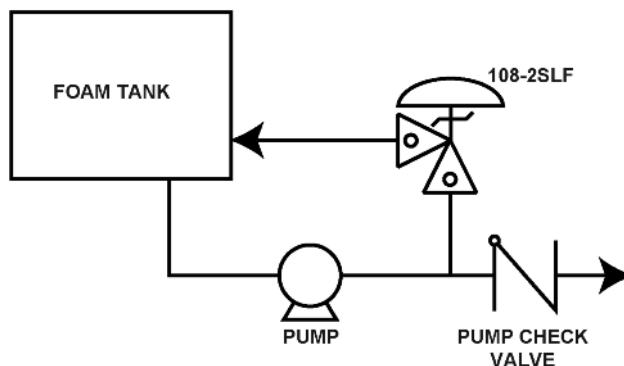 FOAM TANK
108-2SLF
PUMP
PUMP CHECK
VALVE